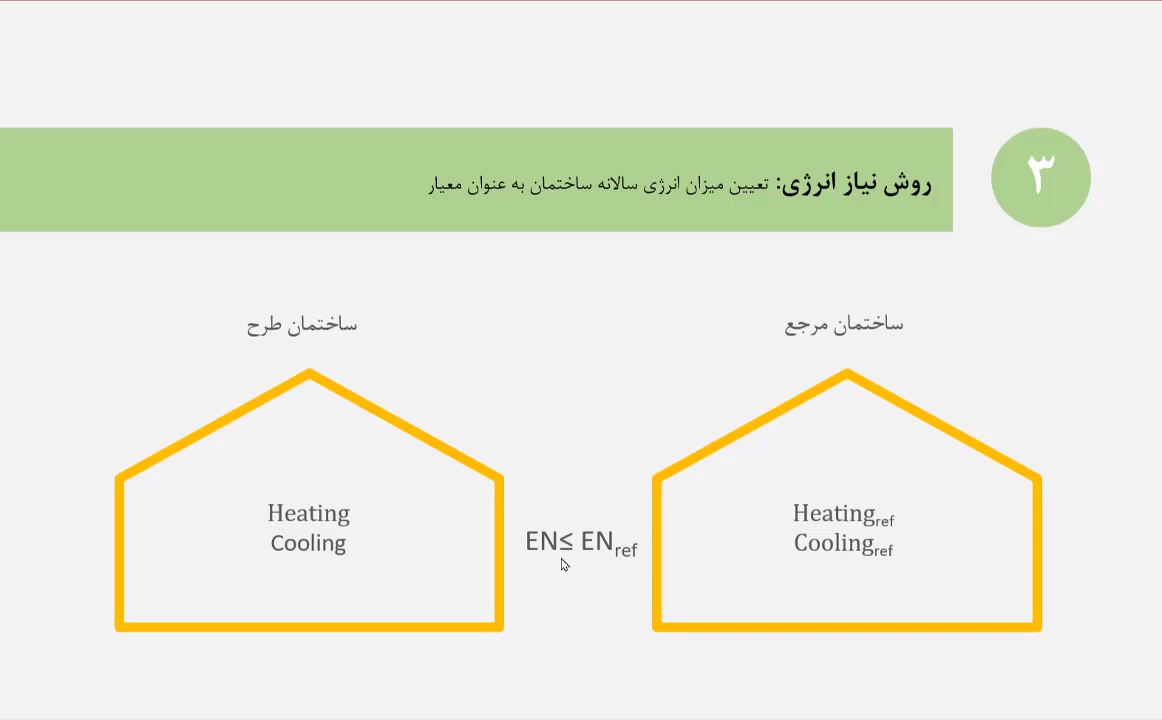 ۳
روش نیاز انرژی: تعیین میزان انرژی سالانه ساختمان به عنوان معیار
ساختمان مرجع
ساختمان طرح
Heating
Cooling
EN≤ ENref
Heatingref
Coolingref